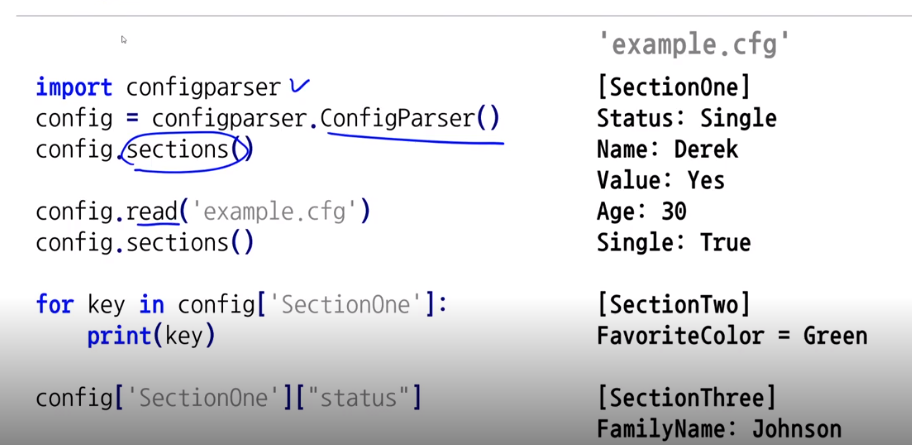 import configparser
config = configparser.ConfigParser()
config.sections()
config.read('example.cfg')
config.sections()
for key in config['SectionOne']:
    print(key)
config['SectionOne']["status"]
'example.cfg'
[SectionOne]
Status: Single
Name: Derek
Value: Yes
Age: 30
Single: True
[SectionTwo]
FavoriteColor = Green
[SectionThree]
FamilyName: Johnson